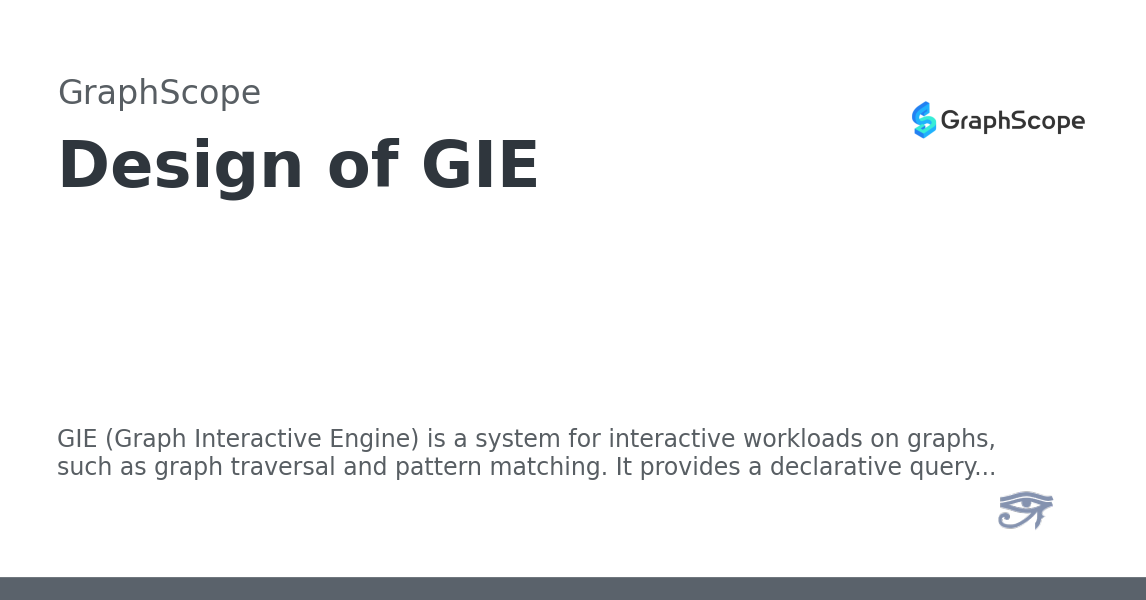 GraphScope
Design of GIE
GraphScope
GIE (Graph Interactive Engine) is a system for interactive workloads on graphs,
such as graph traversal and pattern matching. It provides a declarative query...